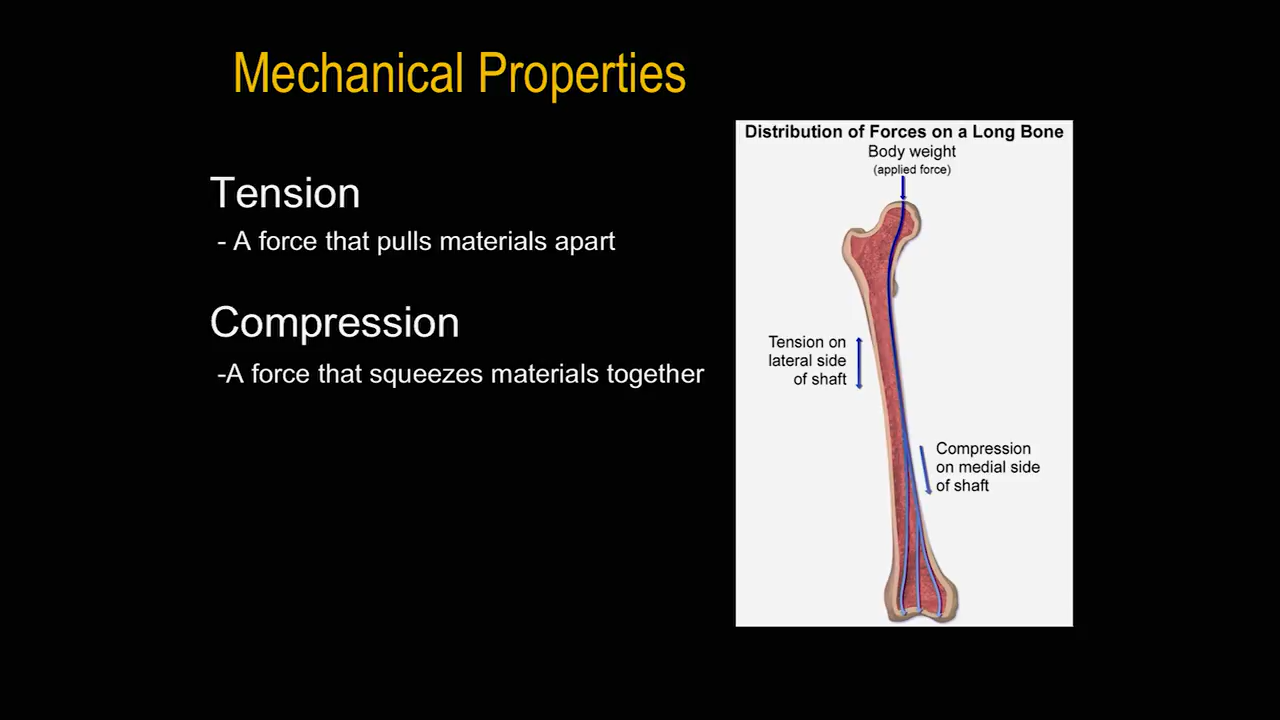 Mechanical Properties
Tension
- A force that pulls materials apart
Compression
-A force that squeezes materials together
Distribution of Forces on a Long Bone
Body weight
(applied force)
Tension on
lateral side
of shaft
Compression
on medial side
of shaft